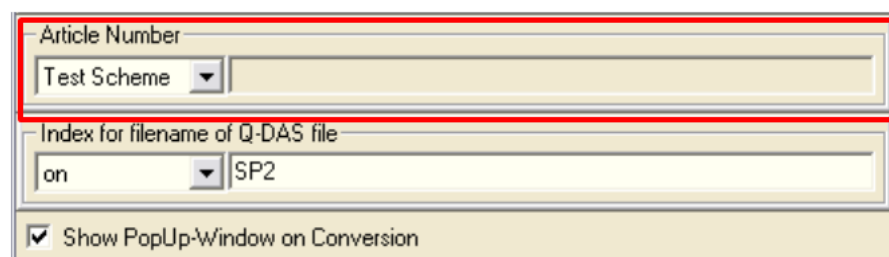 Article Number
Test Scheme
Index for filename of Q-DAS file
on SP2
Show PopUp-Window on Conversion